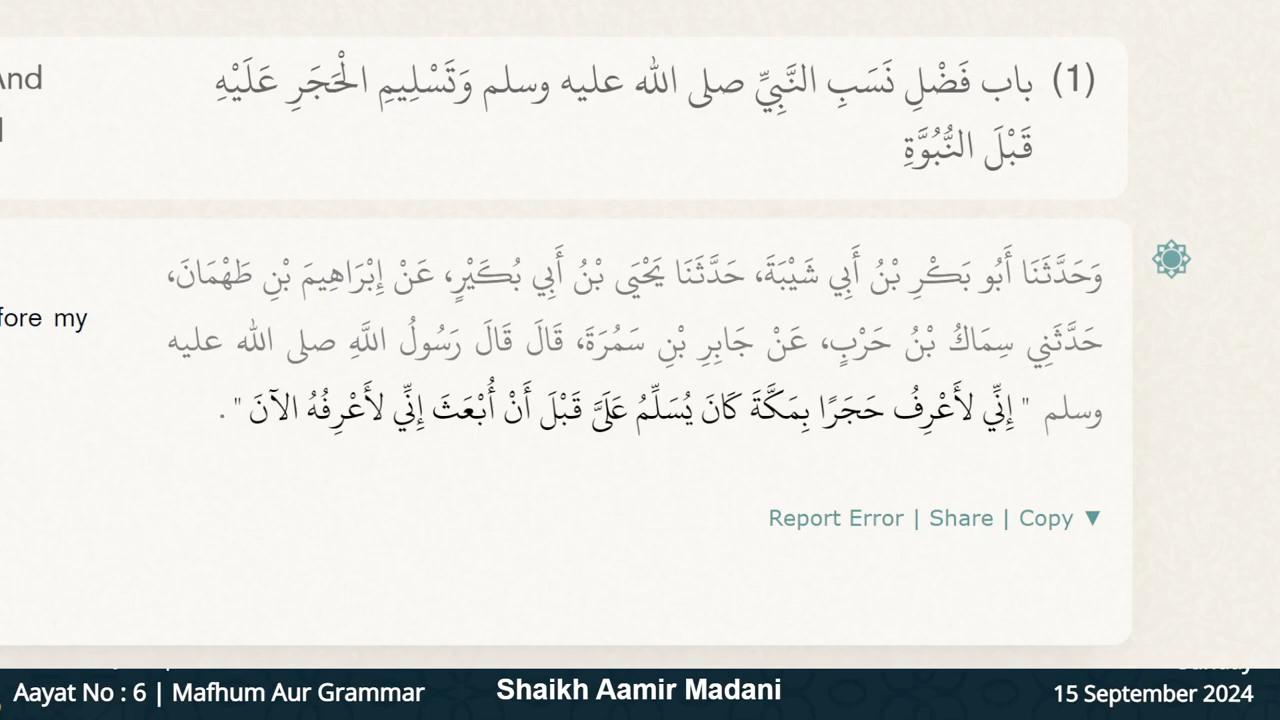 And
(1) باب فَضْلِ نَسَبِ النَّبِيِّ صلى الله عليه وسلم وَتَسْلِيمِ الْحَجَرِ عَلَيْهِ
قَبْلَ النُّبُوَّةِ
وَحَدَّثَنَا أَبُو بَكْرِ بْنُ أَبِي شَيْبَةَ، حَدَّثَنَا يَحْيَى بْنُ أَبِي بُكَيْرٍ، عَنْ إِبْرَاهِيمَ بْنِ طَهْمَانَ،
fore my
حَدَّثَنِي سِمَاكُ بْنُ حَرْبٍ، عَنْ جَابِرِ بْنِ سَمُرَةَ، قَالَ قَالَ رَسُولُ اللَّهِ صلى الله عليه
وسلم " إِنِّي لأَعْرِفُ حَجَرًا بِمَكَّةَ كَانَ يُسَلِّمُ عَلَىَّ قَبْلَ أَنْ أُبْعَثَ إِنِّي لأَعْرِفُهُ الآنَ " .
Report Error | Share | Copy ▼
Aayat No : 6 | Mafhum Aur Grammar
Shaikh Aamir Madani
15 September 2024